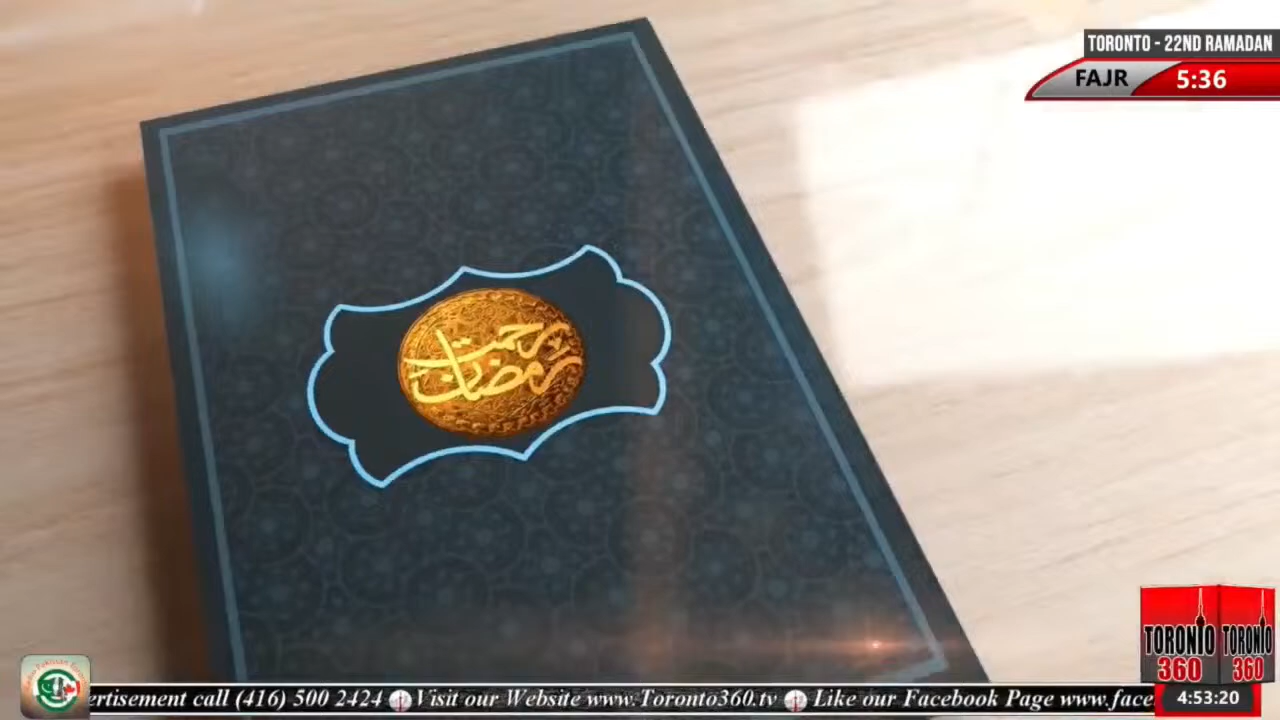 TORONTO - 22ND RAMADAN
FAJR 5:36
رحمت
رمضان
TORONTO TORONTO
360 360
ertisement call (416) 500 2424 Visit our Website www.Toronto360.tv Like our Facebook Page www.face
4:53:20